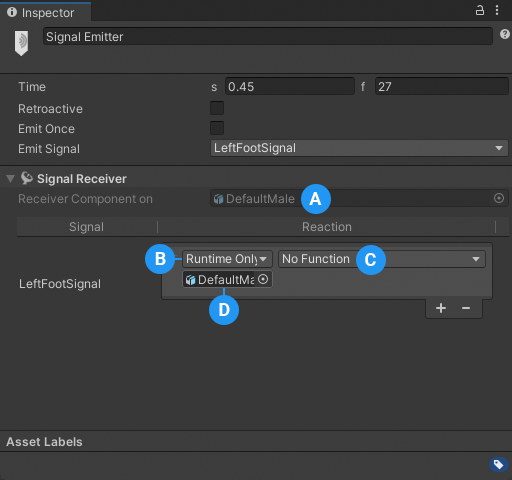 Inspector
Signal Emitter
Time s 0.45 f 27
Retroactive
Emit Once
Emit Signal LeftFootSignal
Signal Receiver
Receiver Component on DefaultMale A
Signal Reaction
B Runtime Only No Function C
LeftFootSignal DefaultMa
D
+ −
Asset Labels